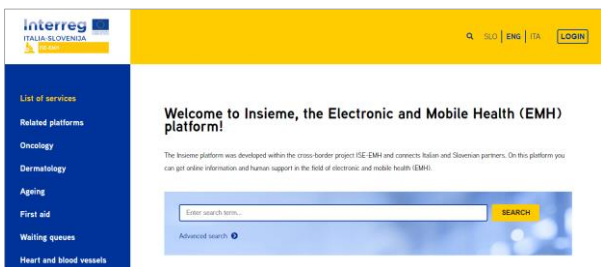 Interreg
ITALIA-SLOVENIJA
ISE-EMH
SLO | ENG | ITA LOGIN
List of services
Related platforms
Oncology
Dermatology
Ageing
First aid
Waiting queues
Heart and blood vessels
Welcome to Insieme, the Electronic and Mobile Health (EMH)
platform!
The Insieme platform was developed within the cross-border project ISE-EMH and connects Italian and Slovenian partners. On this platform you
can get online information and human support in the field of electronic and mobile health (EMH).
Enter search term... SEARCH
Advanced search